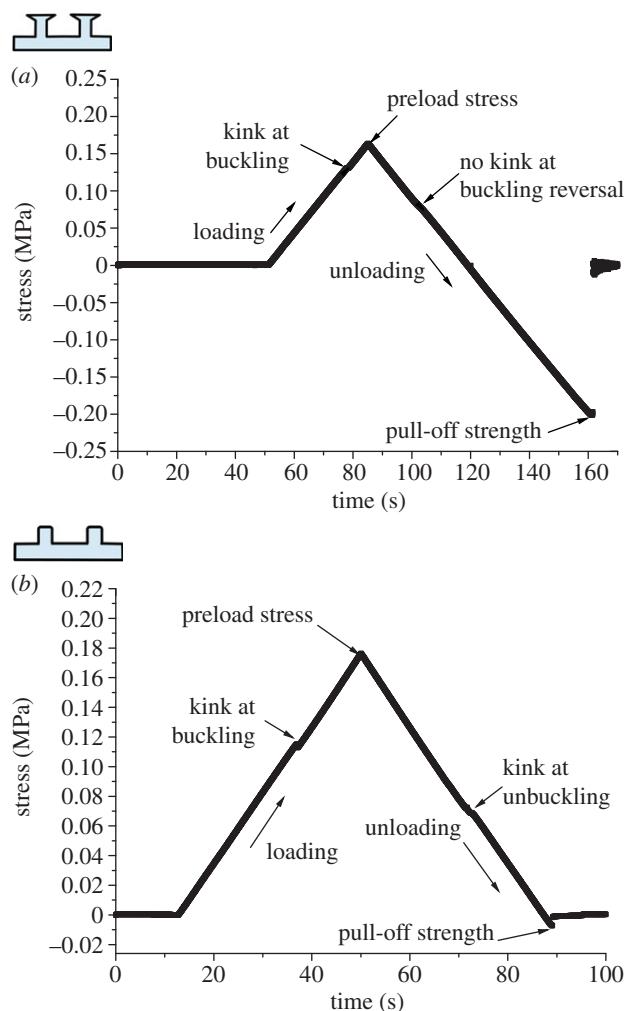 (a)
0.25
0.20
0.15
0.10
0.05
0
–0.05
–0.10
–0.15
–0.20
–0.25
stress (MPa)
preload stress
kink at
buckling
no kink at
buckling reversal
loading
unloading
pull-off strength
0 20 40 60 80 100 120 140 160
time (s)
(b)
0.22
0.20
0.18
0.16
0.14
0.12
0.10
0.08
0.06
0.04
0.02
0
–0.02
stress (MPa)
preload stress
kink at
buckling
kink at
unbuckling
unloading
loading
pull-off strength
0 20 40 60 80 100
time (s)